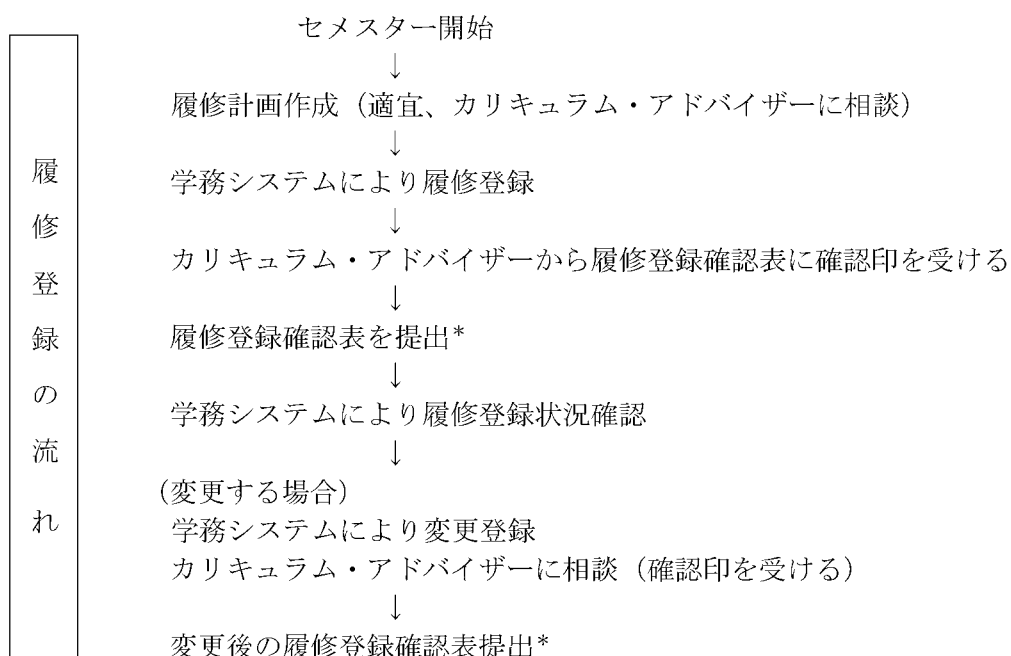 履修登録の流れ
セメスター開始
↓
履修計画作成（適宜、カリキュラム・アドバイザーに相談）
↓
学務システムにより履修登録
↓
カリキュラム・アドバイザーから履修登録確認表に確認印を受ける
↓
履修登録確認表を提出*
↓
学務システムにより履修登録状況確認
↓
（変更する場合）
学務システムにより変更登録
カリキュラム・アドバイザーに相談（確認印を受ける）
↓
変更後の履修登録確認表提出*